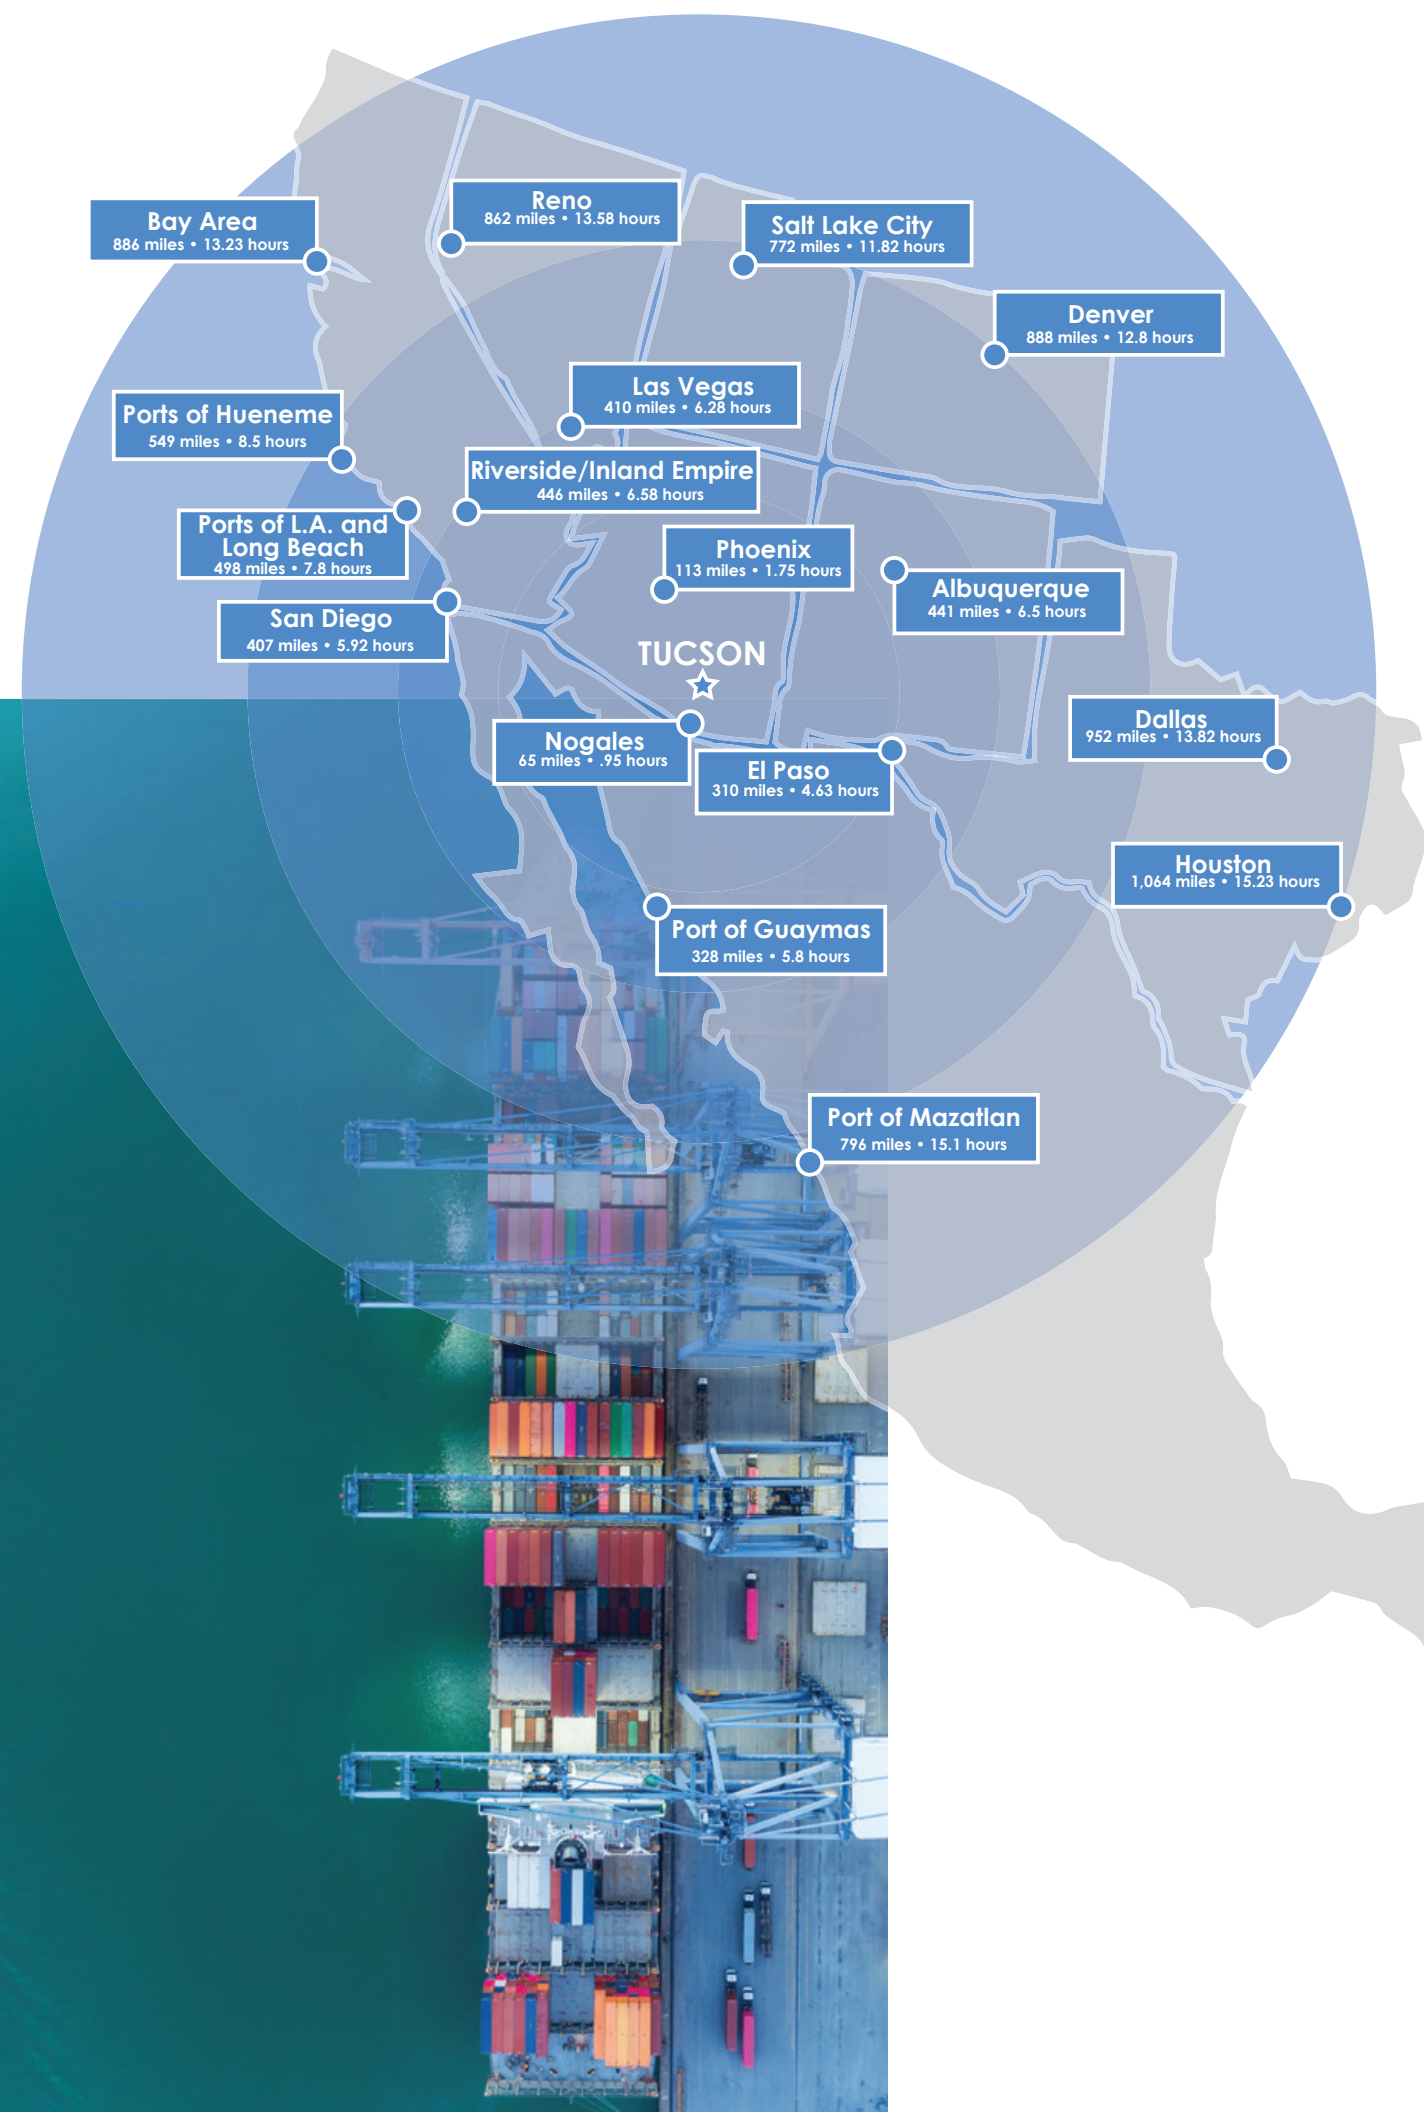 Reno
862 miles • 13.58 hours
Bay Area
886 miles • 13.23 hours
Salt Lake City
772 miles • 11.82 hours
Denver
888 miles • 12.8 hours
Las Vegas
410 miles • 6.28 hours
Ports of Hueneme
549 miles • 8.5 hours
Riverside/Inland Empire
446 miles • 6.58 hours
Ports of L.A. and
Long Beach
498 miles • 7.8 hours
Phoenix
113 miles • 1.75 hours
Albuquerque
441 miles • 6.5 hours
San Diego
407 miles • 5.92 hours
TUCSON
Nogales
65 miles • .95 hours
El Paso
310 miles • 4.63 hours
Dallas
952 miles • 13.82 hours
Houston
1,064 miles • 15.23 hours
Port of Guaymas
328 miles • 5.8 hours
Port of Mazatlan
796 miles • 15.1 hours